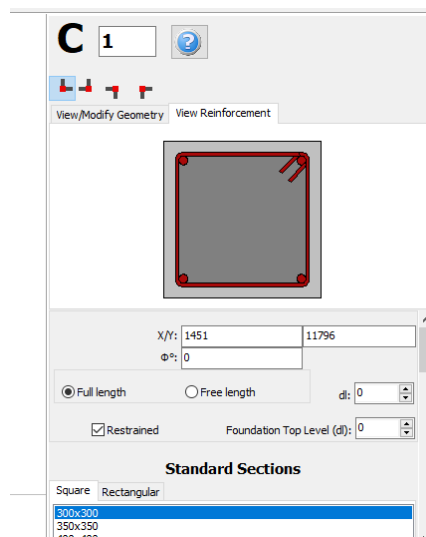 C 1
View/Modify Geometry View Reinforcement
X/Y: 1451 11796
Φ°: 0
Full length Free length dl: 0
Restrained Foundation Top Level (dl): 0
Standard Sections
Square Rectangular
300x300
350x350